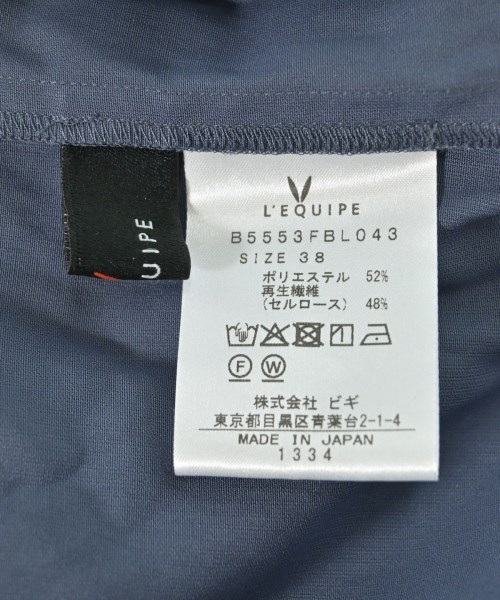 UIPE
L'EQUIPE
B5553FBL043
SIZE 38
ポリエステル 52%
再生繊維
(セルロース) 48%
F W
株式会社 ビギ
東京都目黒区青葉台2-1-4
MADE IN JAPAN
1334